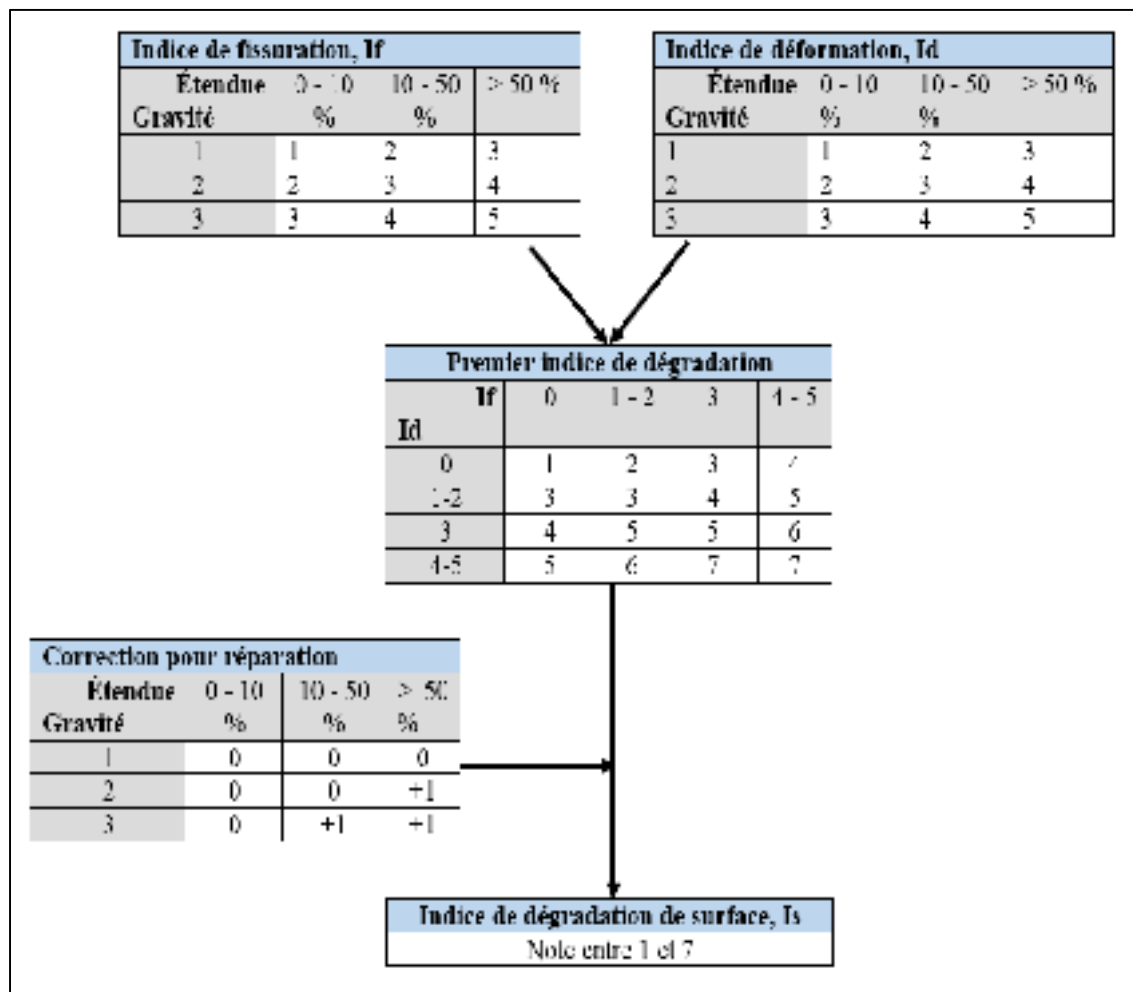 Indice de fissuration, If
Étendue 0 - 10 10 - 50 > 50 %
Gravité % %
1 1 2 3
2 2 3 4
3 3 4 5
Indice de déformation, Id
Étendue 0 - 10 10 - 50 > 50 %
Gravité % %
1 1 2 3
2 2 3 4
3 3 4 5
Premier indice de dégradation
If 0 1 - 2 3 4 - 5
Id
0 1 2 3 4
1-2 3 3 4 5
3 4 5 5 6
4-5 5 6 7 7
Correction pour réparation
Étendue 0 - 10 10 - 50 > 50
Gravité % % %
1 0 0 0
2 0 0 +1
3 0 +1 +1
Indice de dégradation de surface, Is
Note entre 1 et 7